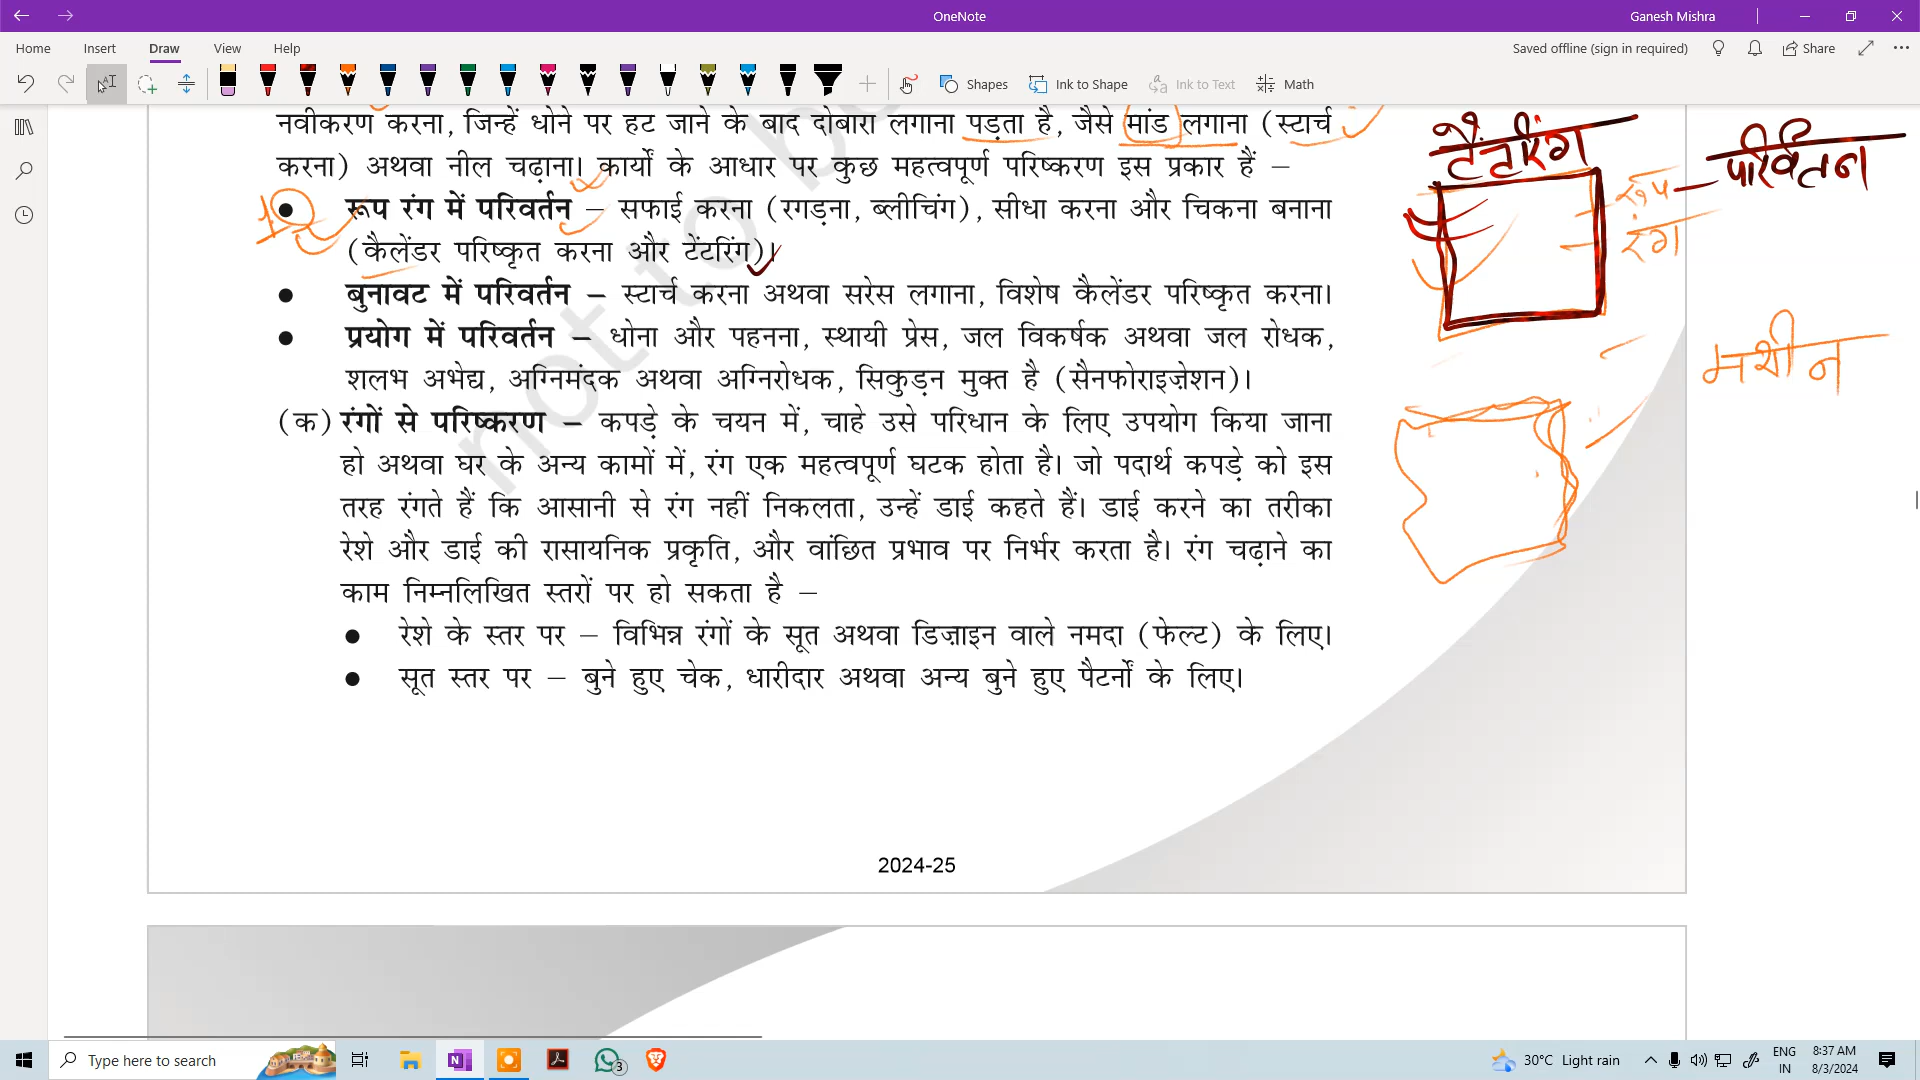 OneNote
Ganesh Mishra
Home Insert Draw View Help
Saved offline (sign in required)
Share
Shapes
Ink to Shape
Ink to Text
Math
नवीकरण करना, जिन्हें धोने पर हट जाने के बाद दोबारा लगाना पड़ता है, जैसे मांड लगाना (स्टार्च
करना) अथवा नील चढ़ाना। कार्यों के आधार पर कुछ महत्वपूर्ण परिष्करण इस प्रकार हैं –
● रूप रंग में परिवर्तन – सफाई करना (रगड़ना, ब्लीचिंग), सीधा करना और चिकना बनाना
(कैलेंडर परिष्कृत करना और टेंटरिंग)।
● बुनावट में परिवर्तन – स्टार्च करना अथवा सरेस लगाना, विशेष कैलेंडर परिष्कृत करना।
● प्रयोग में परिवर्तन – धोना और पहनना, स्थायी प्रेस, जल विकर्षक अथवा जल रोधक,
शलभ अभेद्य, अग्निमंदक अथवा अग्निरोधक, सिकुड़न मुक्त है (सैनफोराइज़ेशन)।
(क) रंगों से परिष्करण – कपड़े के चयन में, चाहे उसे परिधान के लिए उपयोग किया जाना
हो अथवा घर के अन्य कामों में, रंग एक महत्वपूर्ण घटक होता है। जो पदार्थ कपड़े को इस
तरह रंगते हैं कि आसानी से रंग नहीं निकलता, उन्हें डाई कहते हैं। डाई करने का तरीका
रेशे और डाई की रासायनिक प्रकृति, और वांछित प्रभाव पर निर्भर करता है। रंग चढ़ाने का
काम निम्नलिखित स्तरों पर हो सकता है –
● रेशे के स्तर पर – विभिन्न रंगों के सूत अथवा डिज़ाइन वाले नमदा (फेल्ट) के लिए।
● सूत स्तर पर – बुने हुए चेक, धारीदार अथवा अन्य बुने हुए पैटर्नों के लिए।
not to b
2024-25
टेंटरिंग
रूप
रंग
परिवर्तन
मशीन
Type here to search
3
30°C Light rain
ENG
IN
8:37 AM
8/3/2024